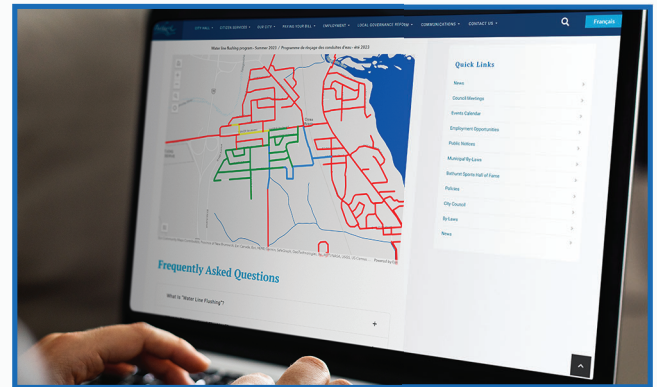 CITY HALL
CITIZEN SERVICES
OUR CITY
PAYING YOUR BILL
EMPLOYMENT
LOCAL GOVERNANCE REFORM
COMMUNICATIONS
CONTACT US
Français
Water line flushing program - Summer 2023 / Programme de rinçage des conduites d'eau - été 2023
Quick Links
News
Council Meetings
Events Calendar
Employment Opportunities
Public Notices
Municipal By-Laws
Bathurst Sports Hall of Fame
Policies
City Council
By-Laws
News
Frequently Asked Questions
What is "Water Line Flushing"?
+